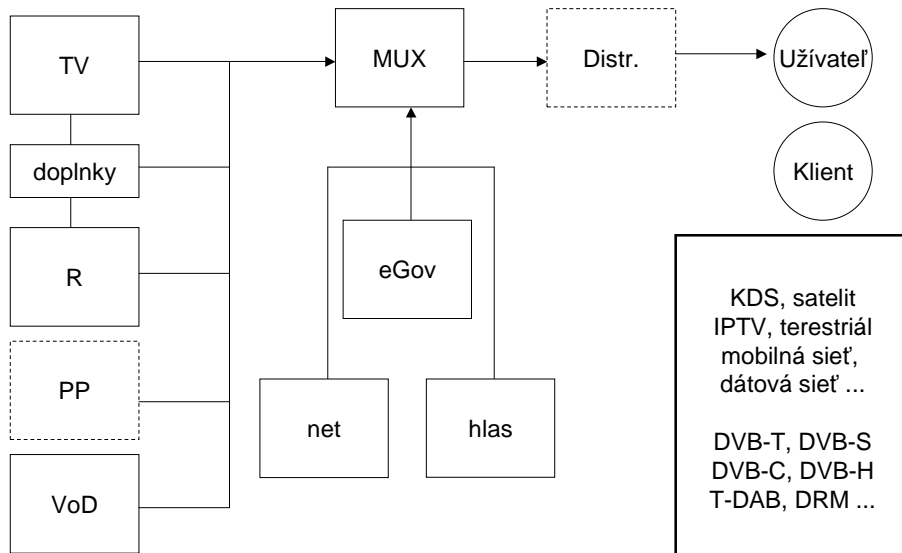 TV
MUX
Distr.
Užívateľ
doplnky
Klient
R
eGov
PP
net
hlas
VoD
KDS, satelit
IPTV, terestriál
mobilná sieť,
dátová sieť ...
DVB-T, DVB-S
DVB-C, DVB-H
T-DAB, DRM ...